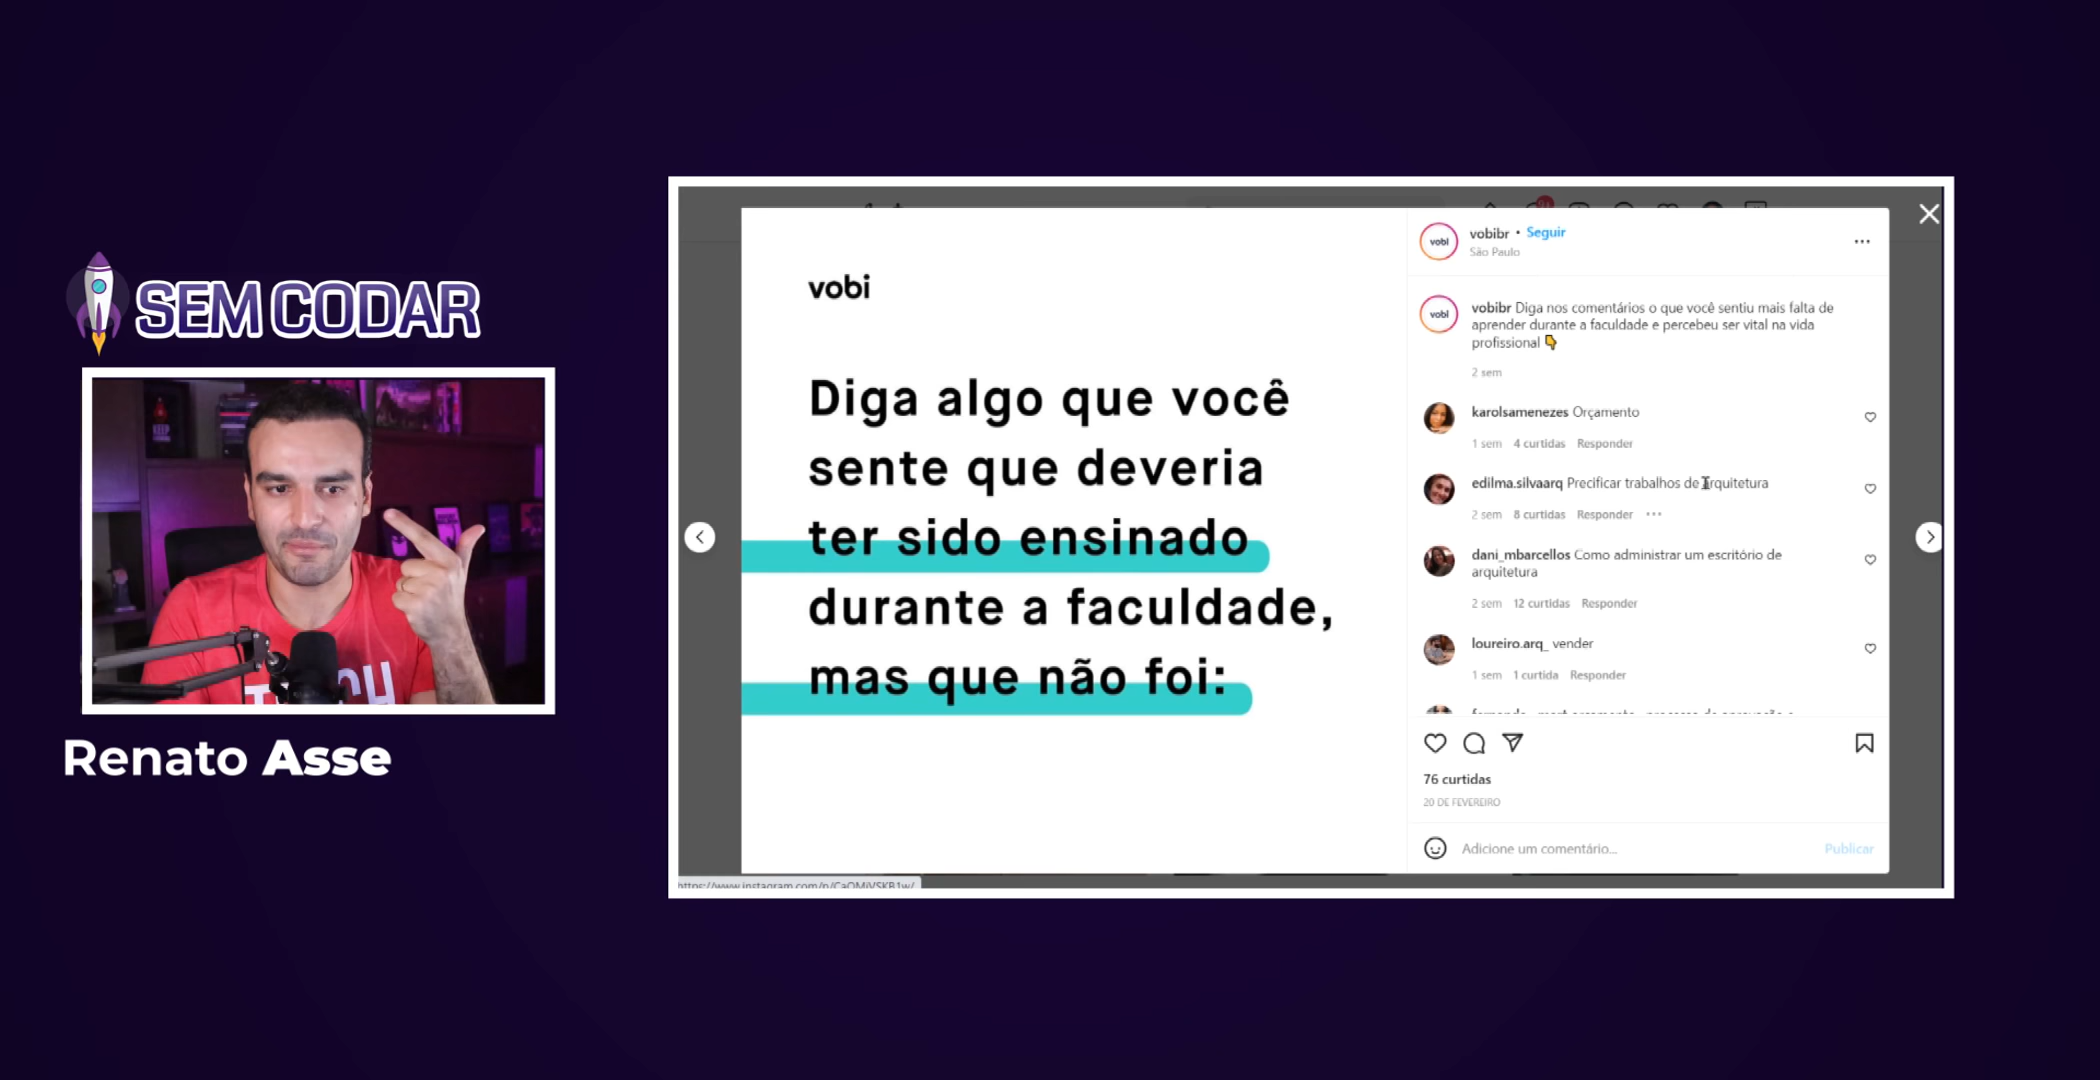 SEM CODAR
Renato Asse
vobi
Diga algo que você
sente que deveria
ter sido ensinado
durante a faculdade,
mas que não foi:
vobi
vobibr • Seguir
São Paulo
vobi
vobibr Diga nos comentários o que você sentiu mais falta de
aprender durante a faculdade e percebeu ser vital na vida
profissional
2 sem
karolsamenezes Orçamento
1 sem 4 curtidas Responder
edilma.silvaarq Precificar trabalhos de arquitetura
2 sem 8 curtidas Responder
dani_mbarcellos Como administrar um escritório de
arquitetura
2 sem 12 curtidas Responder
loureiro.arq_ vender
1 sem 1 curtida Responder
76 curtidas
20 DE FEVEREIRO
Adicione um comentário...
Publicar